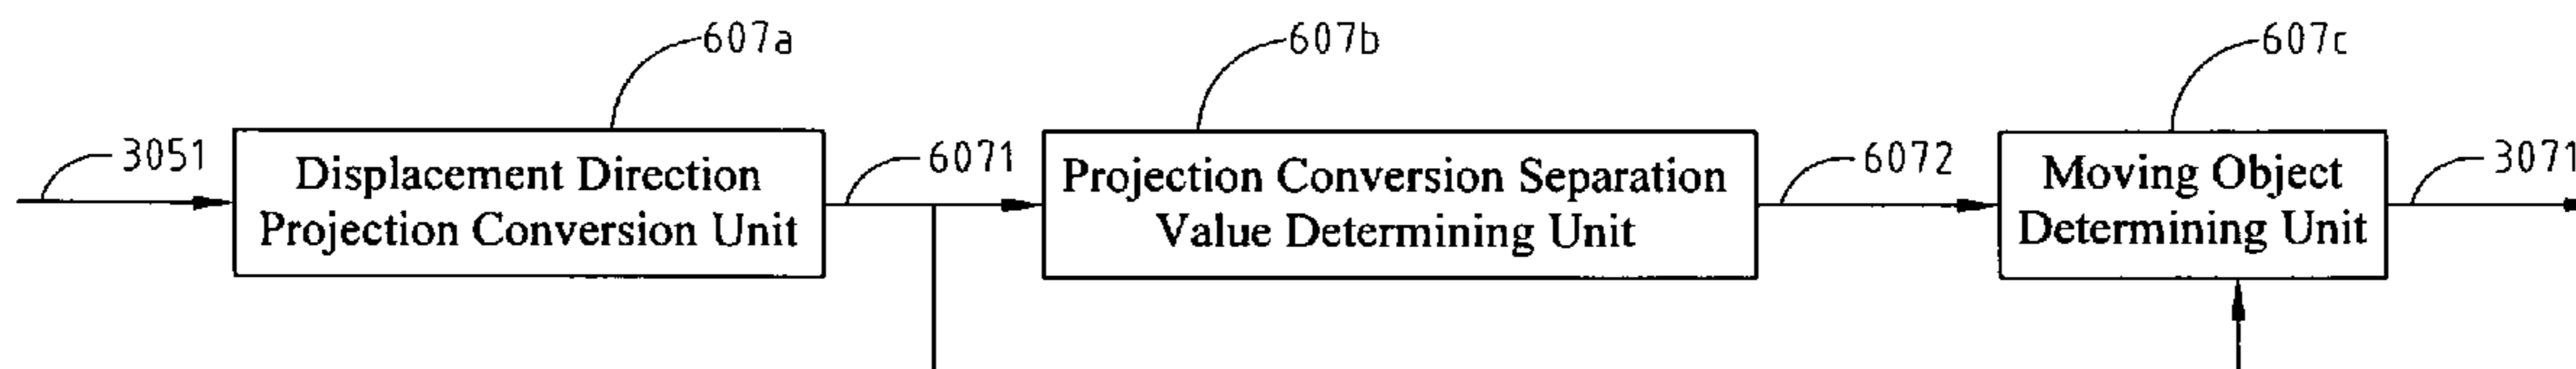 607a
607b
607c
3051
Displacement Direction
Projection Conversion Unit
6071
Projection Conversion Separation
Value Determining Unit
6072
Moving Object
Determining Unit
3071